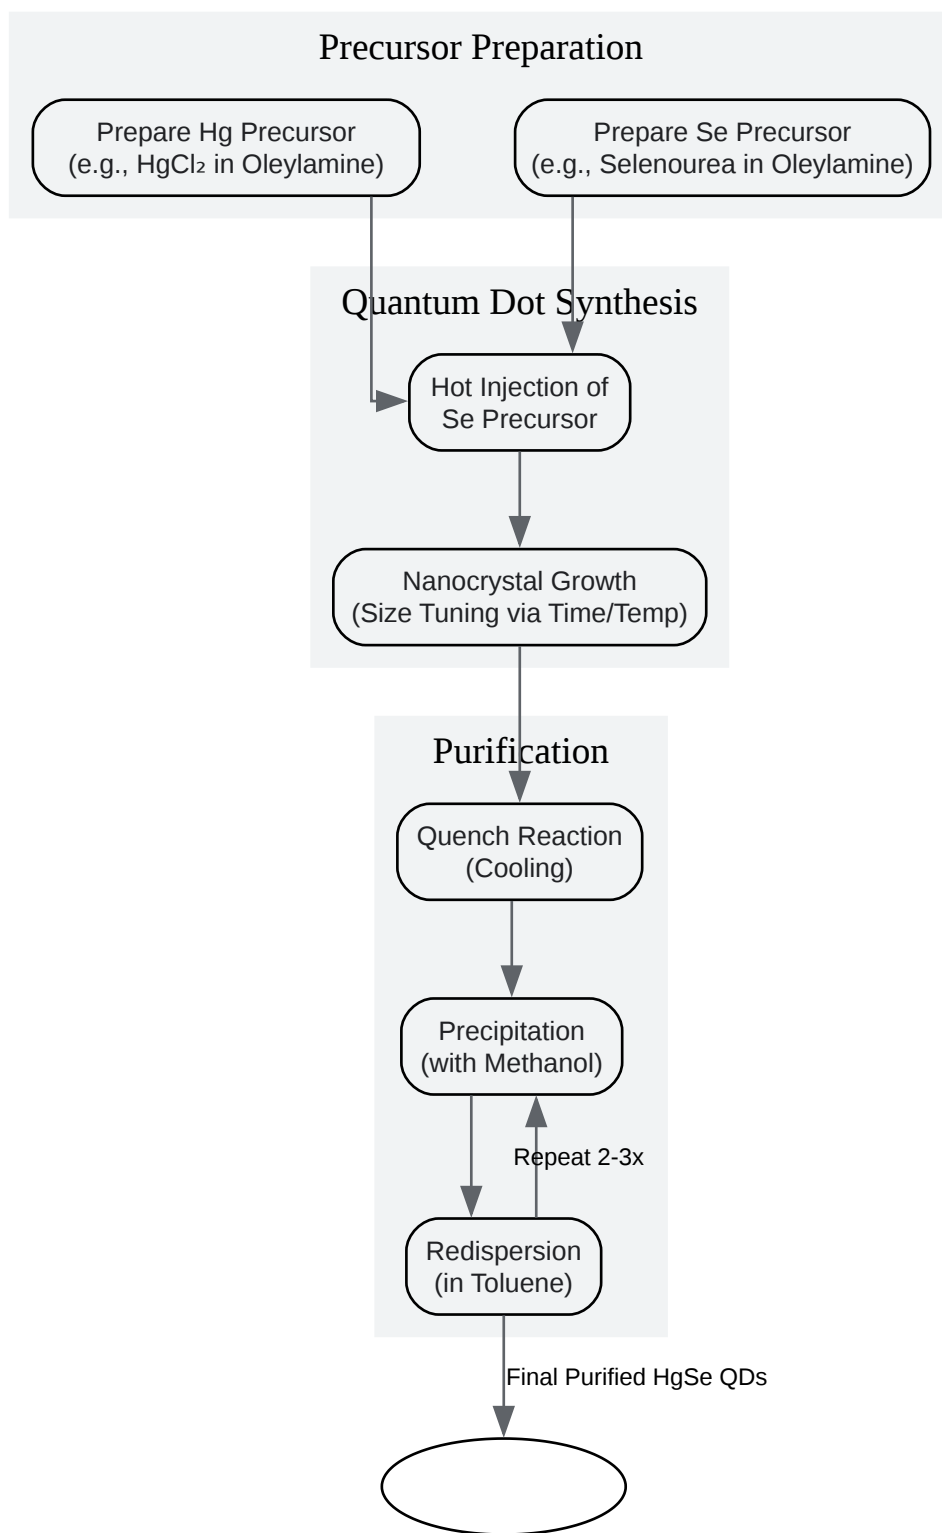 Precursor Preparation
Prepare Hg Precursor
(e.g., HgCl₂ in Oleylamine)
Prepare Se Precursor
(e.g., Selenourea in Oleylamine)
Quantum Dot Synthesis
Hot Injection of
Se Precursor
Nanocrystal Growth
(Size Tuning via Time/Temp)
Purification
Quench Reaction
(Cooling)
Precipitation
(with Methanol)
Repeat 2-3x
Redispersion
(in Toluene)
Final Purified HgSe QDs